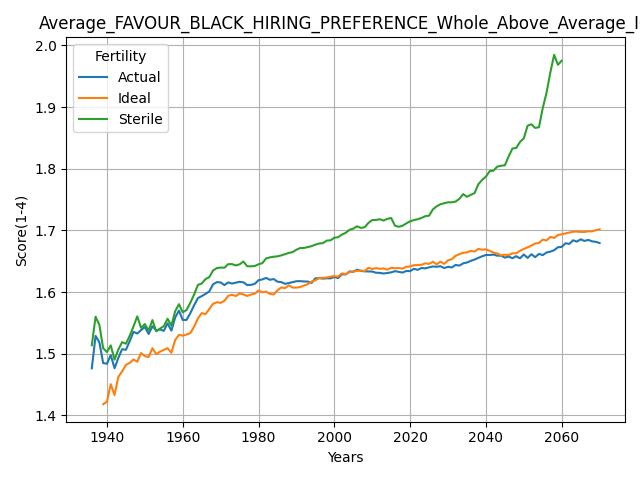 Average_FAVOUR_BLACK_HIRING_PREFERENCE_Whole_Above_Average_I
Fertility
Actual
Ideal
Sterile
Score(1-4)
2.0
1.9
1.8
1.7
1.6
1.5
1.4
1940 1960 1980 2000 2020 2040 2060
Years